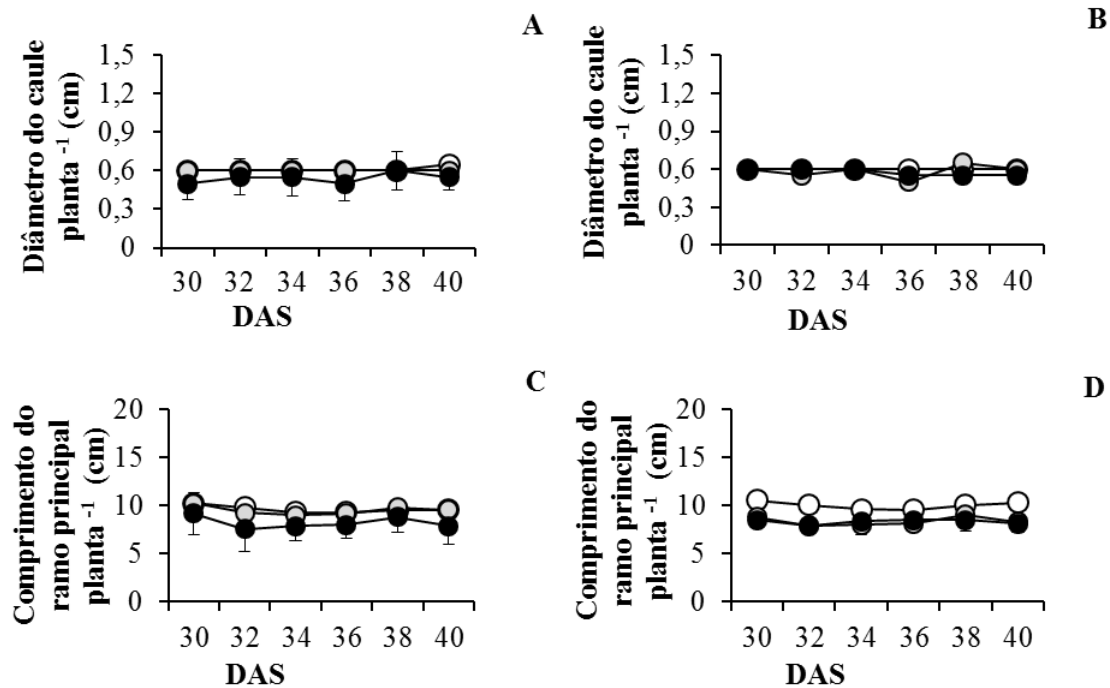 A
Diâmetro do caule
planta ⁻¹ (cm)
1,5
1,2
0,9
0,6
0,3
0
30 32 34 36 38 40
DAS
B
Diâmetro do caule
planta ⁻¹ (cm)
1,5
1,2
0,9
0,6
0,3
0
30 32 34 36 38 40
DAS
C
Comprimento do
ramo principal
planta ⁻¹ (cm)
20
15
10
5
0
30 32 34 36 38 40
DAS
D
Comprimento do
ramo principal
planta ⁻¹ (cm)
20
15
10
5
0
30 32 34 36 38 40
DAS